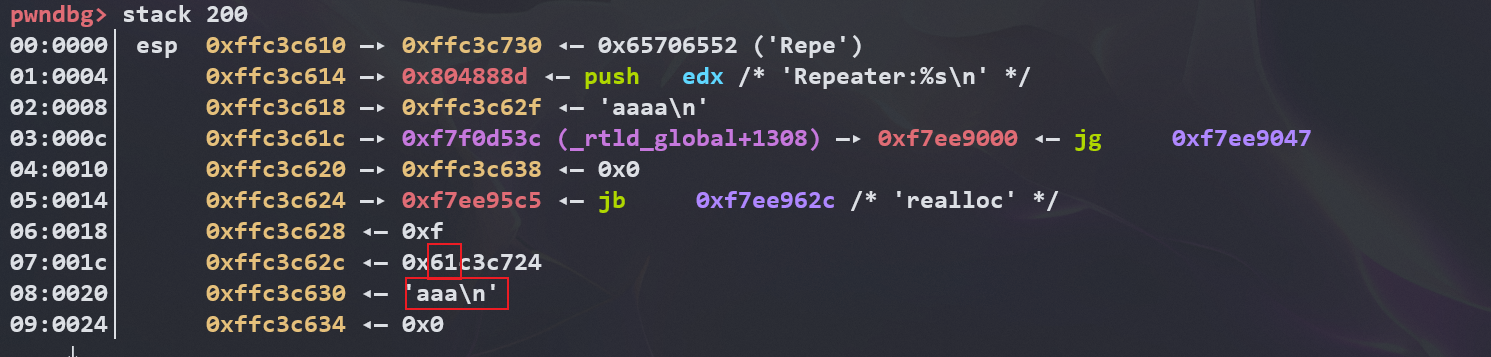 pwndbg> stack 200
00:0000│ esp 0xffc3c610 —▸ 0xffc3c730 ◂— 0x65706552 ('Repe')
01:0004│ 0xffc3c614 —▸ 0x804888d ◂— push edx /* 'Repeater:%s\n' */
02:0008│ 0xffc3c618 —▸ 0xffc3c62f ◂— 'aaaa\n'
03:000c│ 0xffc3c61c —▸ 0xf7f0d53c (_rtld_global+1308) —▸ 0xf7ee9000 ◂— jg 0xf7ee9047
04:0010│ 0xffc3c620 —▸ 0xffc3c638 ◂— 0x0
05:0014│ 0xffc3c624 —▸ 0xf7ee95c5 ◂— jb 0xf7ee962c /* 'realloc' */
06:0018│ 0xffc3c628 ◂— 0xf
07:001c│ 0xffc3c62c ◂— 0x61c3c724
08:0020│ 0xffc3c630 ◂— 'aaa\n'
09:0024│ 0xffc3c634 ◂— 0x0